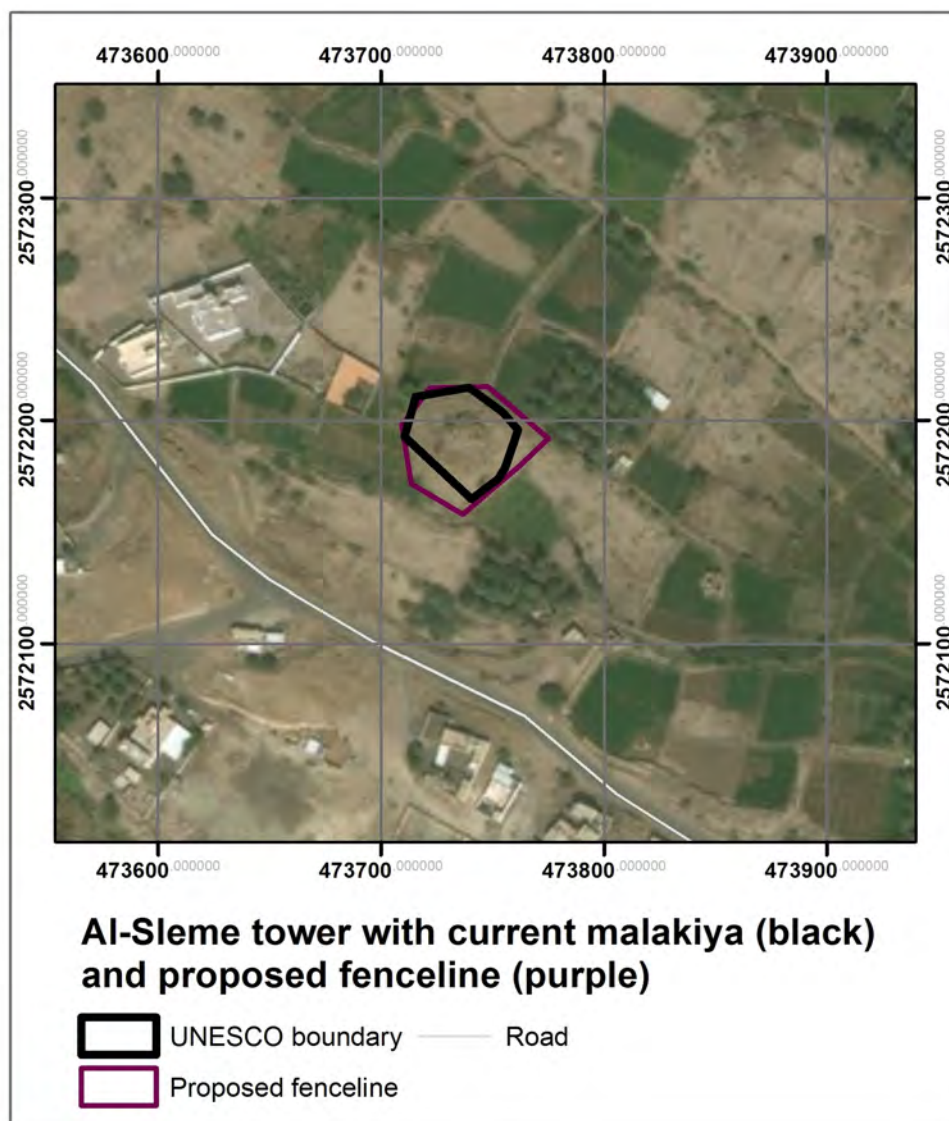 473600.000000 473700.000000 473800.000000 473900.000000
2572300.000000 2572300.000000
2572200.000000 2572200.000000
2572100.000000 2572100.000000
473600.000000 473700.000000 473800.000000 473900.000000
Al-Sleme tower with current malakiya (black)
and proposed fenceline (purple)
UNESCO boundary Road
Proposed fenceline